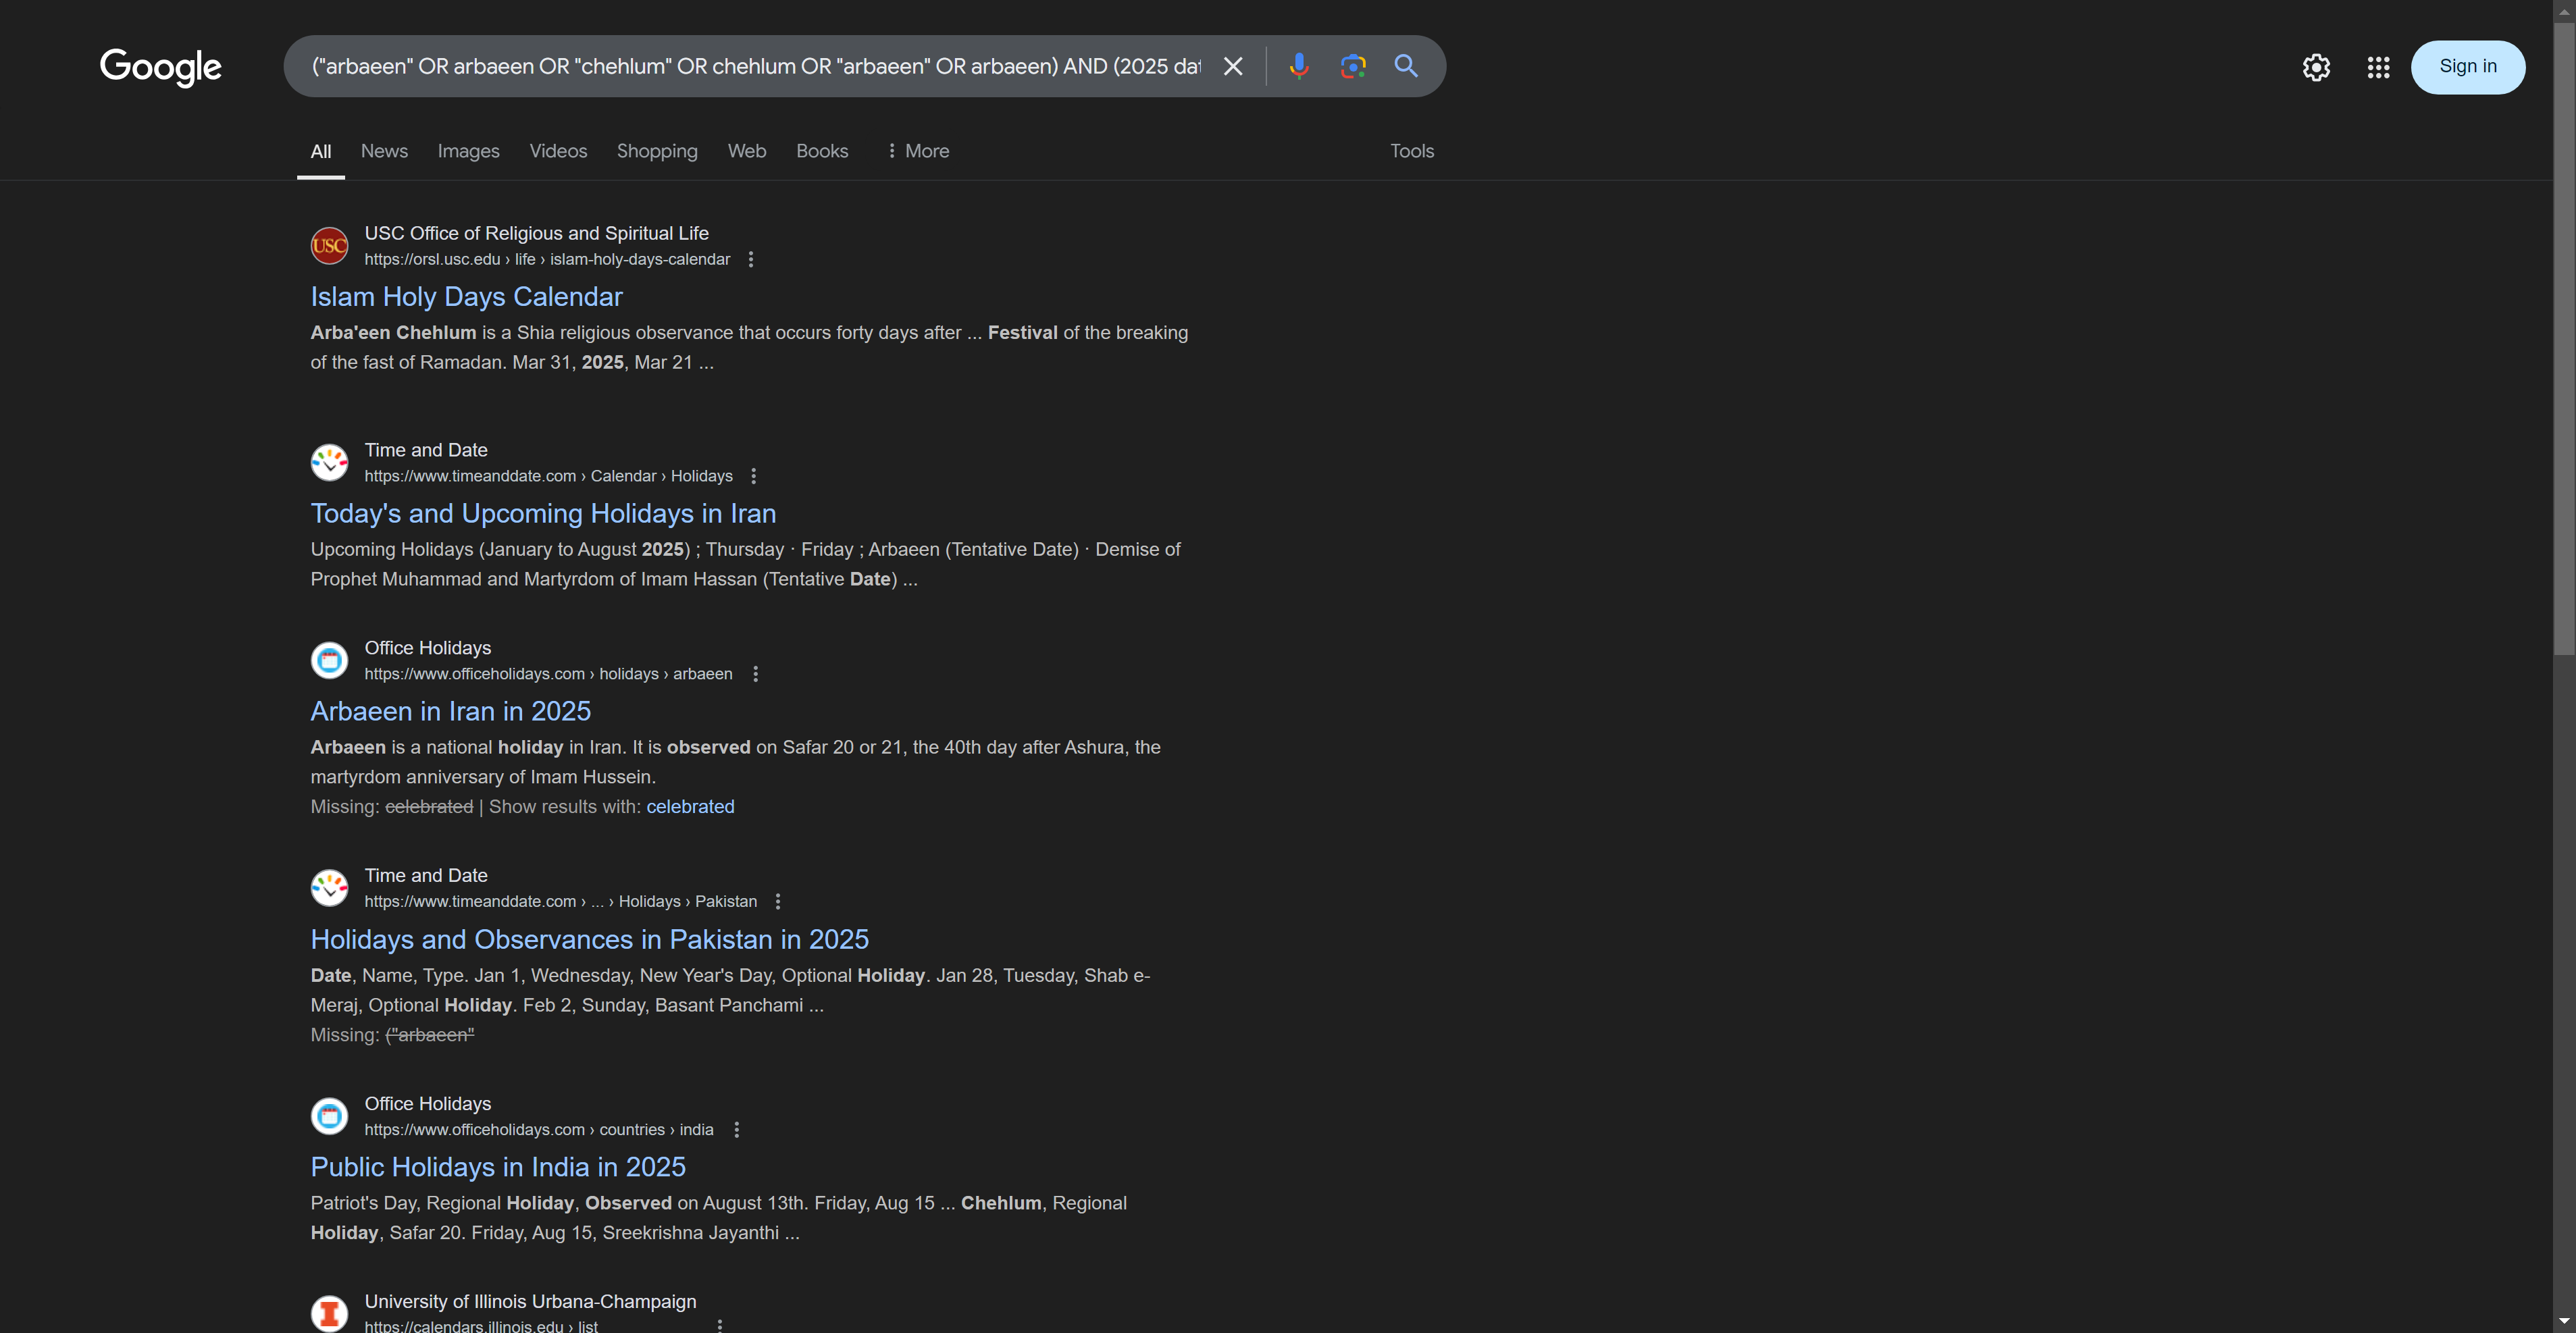 Google
("arbaeen" OR arbaeen OR "chehlum" OR chehlum OR "arbaeen" OR arbaeen) AND (2025 dat
Sign in
All News Images Videos Shopping Web Books More Tools
USC
USC Office of Religious and Spiritual Life
https://orsl.usc.edu › life › islam-holy-days-calendar
Islam Holy Days Calendar
Arba'een Chehlum is a Shia religious observance that occurs forty days after ... Festival of the breaking
of the fast of Ramadan. Mar 31, 2025, Mar 21 ...
Time and Date
https://www.timeanddate.com › Calendar › Holidays
Today's and Upcoming Holidays in Iran
Upcoming Holidays (January to August 2025) ; Thursday · Friday ; Arbaeen (Tentative Date) · Demise of
Prophet Muhammad and Martyrdom of Imam Hassan (Tentative Date) ...
Office Holidays
https://www.officeholidays.com › holidays › arbaeen
Arbaeen in Iran in 2025
Arbaeen is a national holiday in Iran. It is observed on Safar 20 or 21, the 40th day after Ashura, the
martyrdom anniversary of Imam Hussein.
Missing: celebrated | Show results with: celebrated
Time and Date
https://www.timeanddate.com › ... › Holidays › Pakistan
Holidays and Observances in Pakistan in 2025
Date, Name, Type. Jan 1, Wednesday, New Year's Day, Optional Holiday. Jan 28, Tuesday, Shab e-
Meraj, Optional Holiday. Feb 2, Sunday, Basant Panchami ...
Missing: ("arbaeen"
Office Holidays
https://www.officeholidays.com › countries › india
Public Holidays in India in 2025
Patriot's Day, Regional Holiday, Observed on August 13th. Friday, Aug 15 ... Chehlum, Regional
Holiday, Safar 20. Friday, Aug 15, Sreekrishna Jayanthi ...
I
University of Illinois Urbana-Champaign
https://calendars.illinois.edu › list